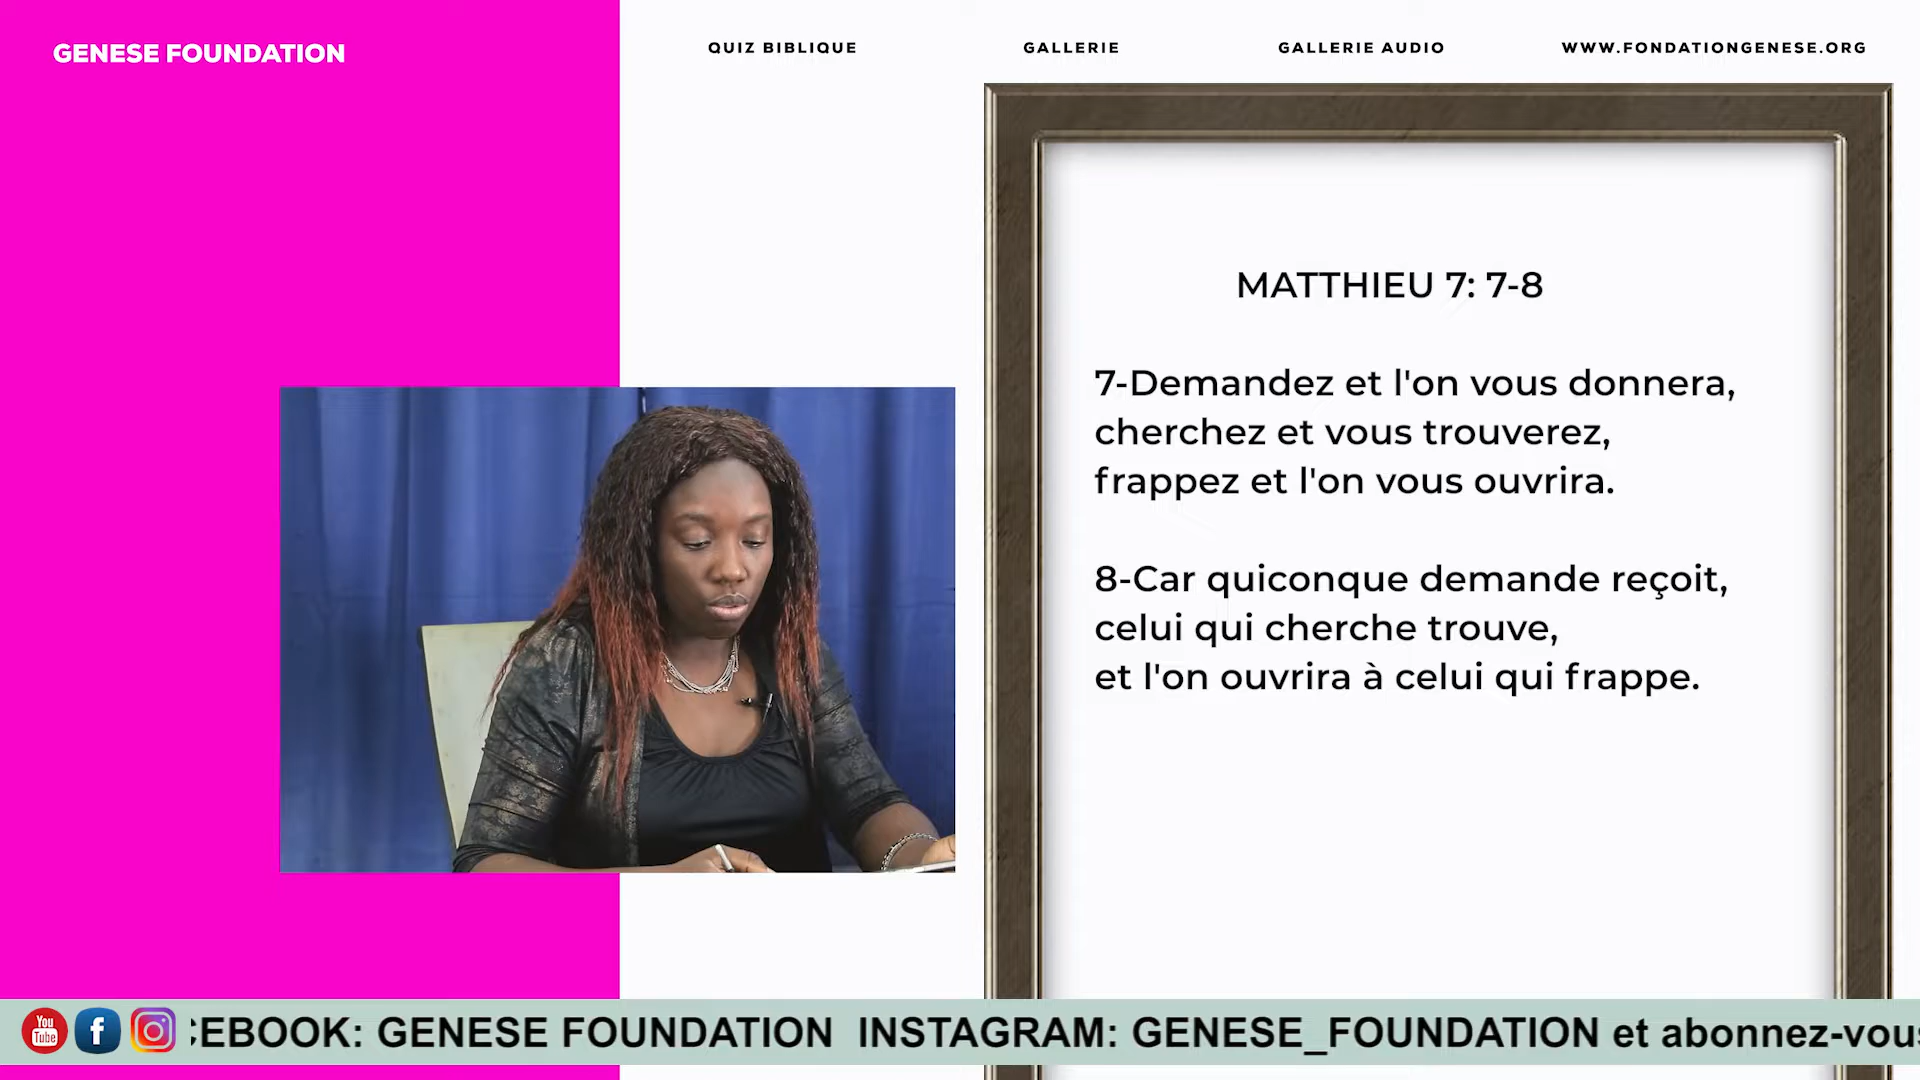 GENESE FOUNDATION
QUIZ BIBLIQUE
GALLERIE
GALLERIE AUDIO
WWW.FONDATIONGENESE.ORG
MATTHIEU 7: 7-8
7-Demandez et l'on vous donnera,
cherchez et vous trouverez,
frappez et l'on vous ouvrira.
8-Car quiconque demande reçoit,
celui qui cherche trouve,
et l'on ouvrira à celui qui frappe.
You
Tube
CEBOOK: GENESE FOUNDATION INSTAGRAM: GENESE_FOUNDATION et abonnez-vous